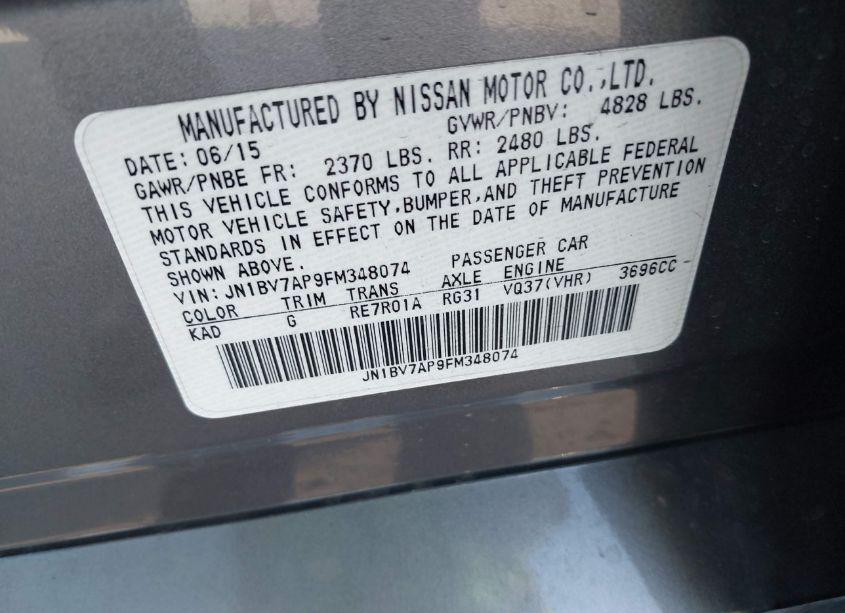 MANUFACTURED BY NISSAN MOTOR CO.,LTD.
DATE: 06/15 GVWR/PNBV: 4828 LBS.
GAWR/PNBE FR: 2370 LBS. RR: 2480 LBS.
THIS VEHICLE CONFORMS TO ALL APPLICABLE FEDERAL
MOTOR VEHICLE SAFETY,BUMPER,AND THEFT PREVENTION
STANDARDS IN EFFECT ON THE DATE OF MANUFACTURE
SHOWN ABOVE.
VIN: JN1BV7AP9FM348074 PASSENGER CAR
COLOR TRIM TRANS AXLE ENGINE
KAD G RE7R01A RG31 VQ37(VHR) 3696CC
JN1BV7AP9FM348074